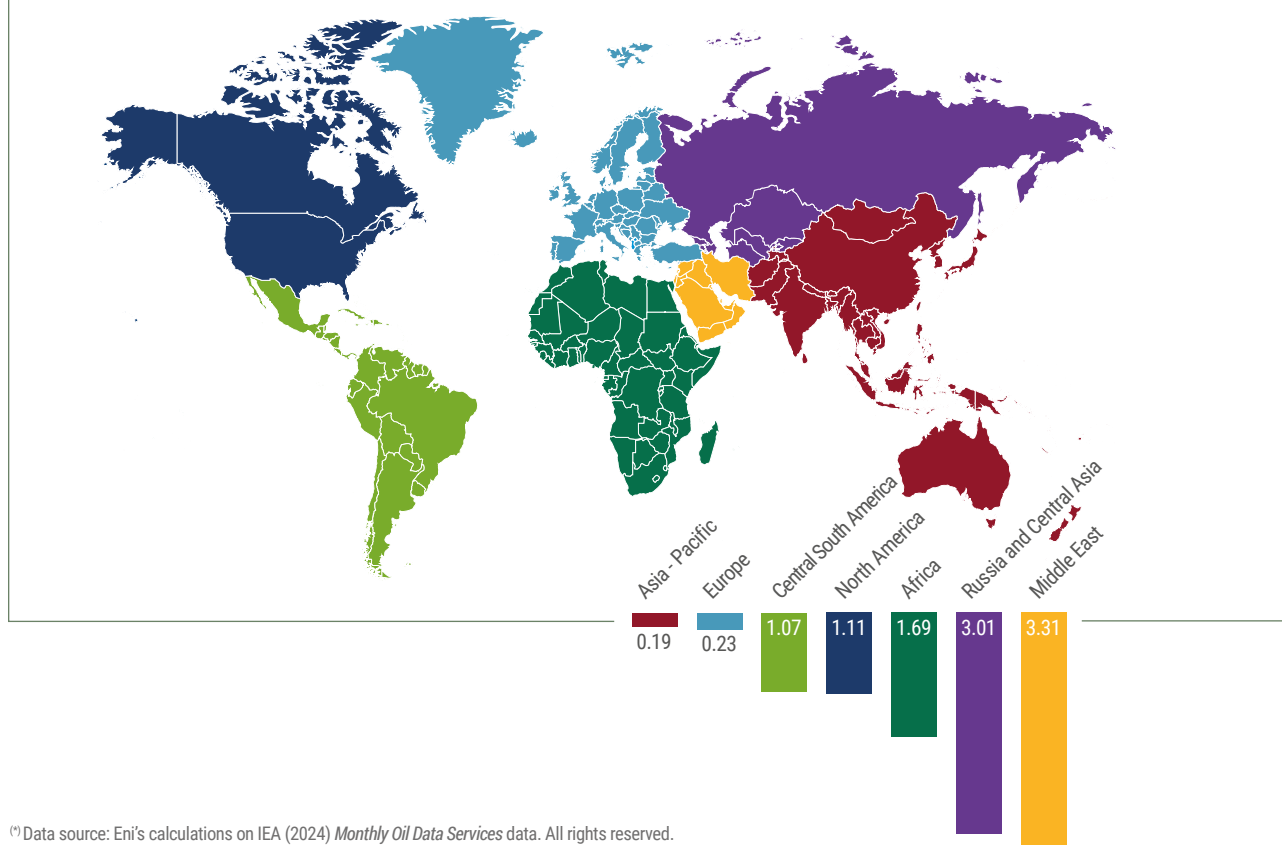 Asia - Pacific
Europe
Central South America
North America
Africa
Russia and Central Asia
Middle East
0.19
0.23
1.07
1.11
1.69
3.01
3.31
(*) Data source: Eni's calculations on IEA (2024) Monthly Oil Data Services data. All rights reserved.